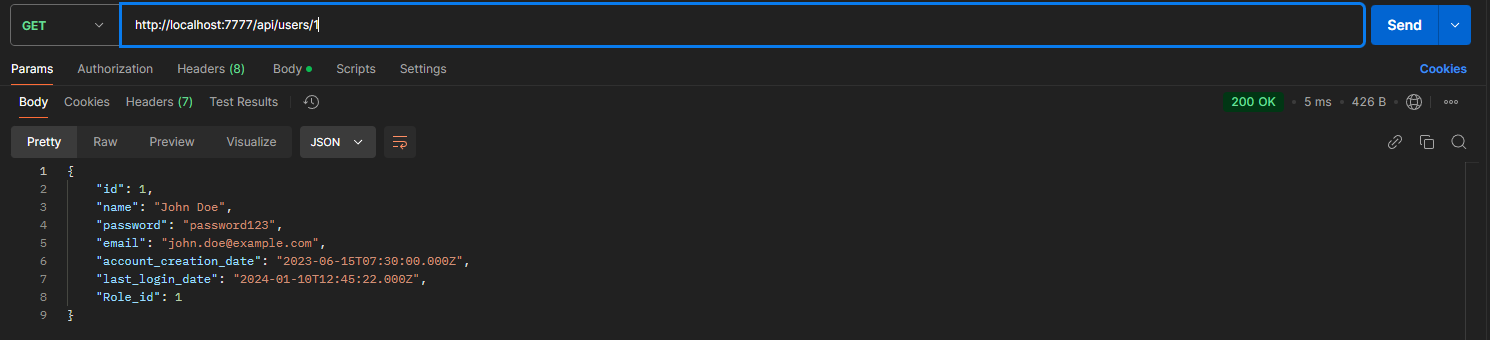 GET http://localhost:7777/api/users/1 Send
Params Authorization Headers (8) Body Scripts Settings Cookies
Body Cookies Headers (7) Test Results 200 OK 5 ms 426 B
Pretty Raw Preview Visualize JSON
1 {
2 "id": 1,
3 "name": "John Doe",
4 "password": "password123",
5 "email": "john.doe@example.com",
6 "account_creation_date": "2023-06-15T07:30:00.000Z",
7 "last_login_date": "2024-01-10T12:45:22.000Z",
8 "Role_id": 1
9 }